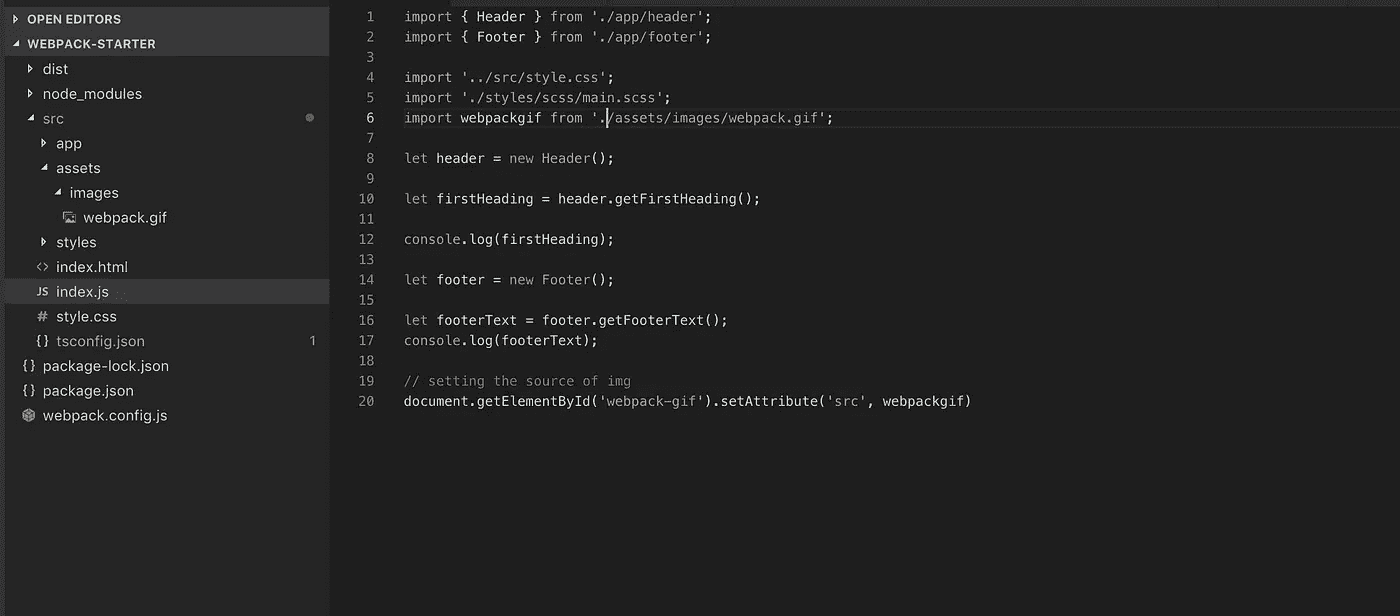 OPEN EDITORS
WEBPACK-STARTER
dist
node_modules
src
app
assets
images
webpack.gif
styles
<> index.html
JS index.js
# style.css
{} tsconfig.json 1
{} package-lock.json
{} package.json
webpack.config.js
1 import { Header } from './app/header';
2 import { Footer } from './app/footer';
3
4 import '../src/style.css';
5 import './styles/scss/main.scss';
6 import webpackgif from './assets/images/webpack.gif';
7
8 let header = new Header();
9
10 let firstHeading = header.getFirstHeading();
11
12 console.log(firstHeading);
13
14 let footer = new Footer();
15
16 let footerText = footer.getFooterText();
17 console.log(footerText);
18
19 // setting the source of img
20 document.getElementById('webpack-gif').setAttribute('src', webpackgif)